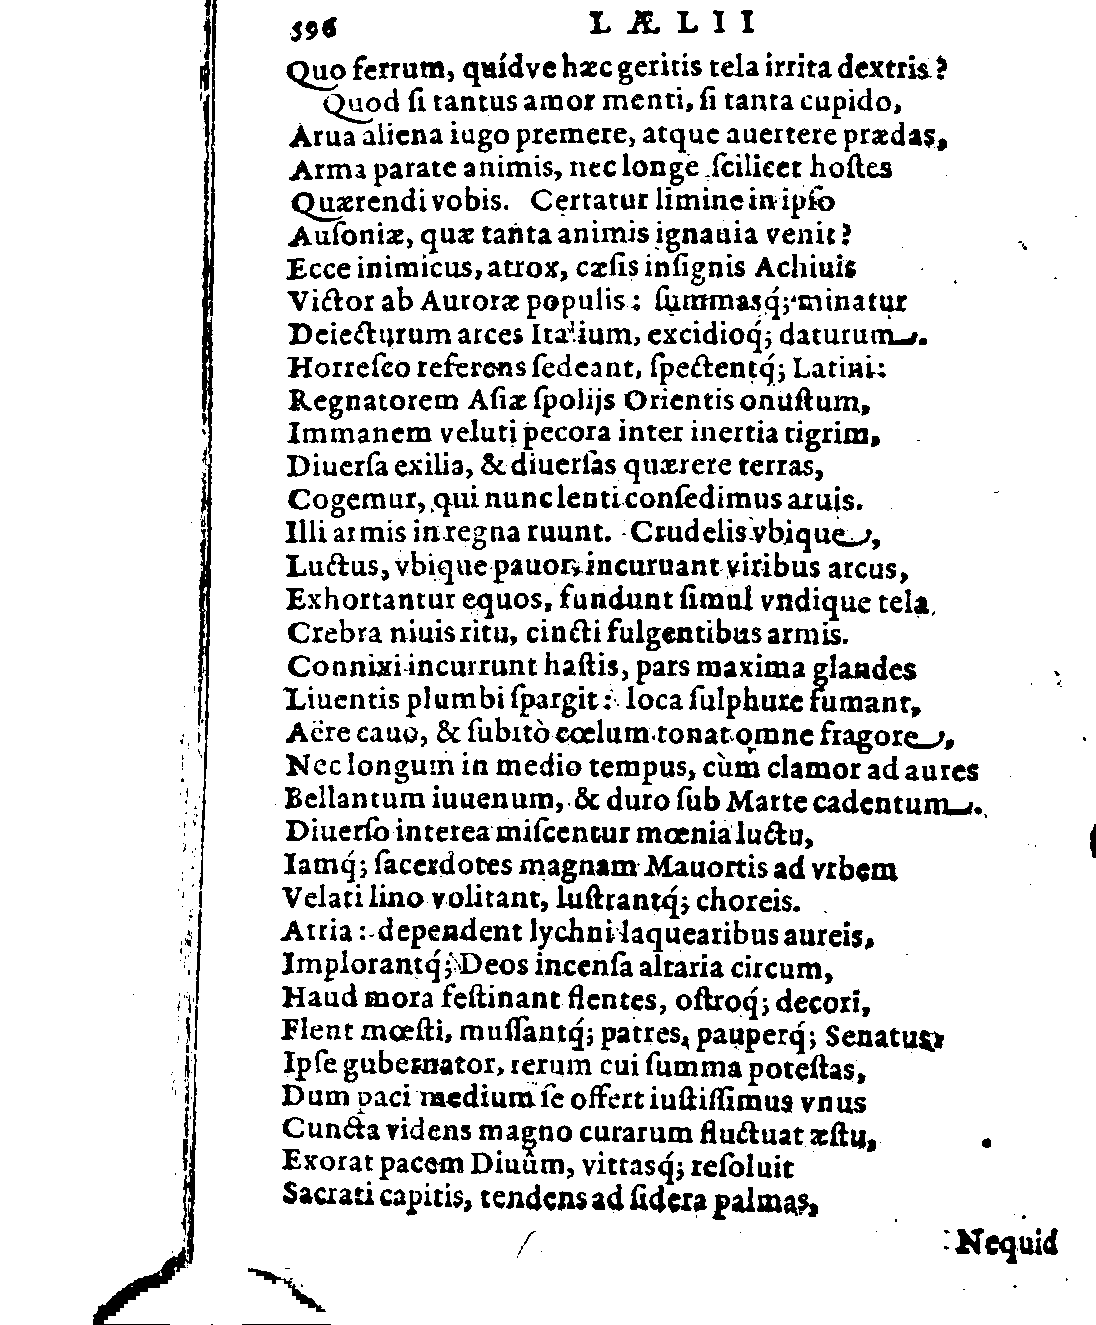 596 LÆLII
Quo ferrum, quídve hæc geritis tela irrita dextris?
Quod ſi tantus amor menti, ſi tanta cupido,
Arua aliena iugo premere, atque auertere prædas,
Arma parate animis, nec longe ſcilicet hoſtes
Quærendi vobis. Certatur limine in ipſo
Auſoniæ, quæ tanta animis ignauia venit?
Ecce inimicus, atrox, cæſis inſignis Achiuis
Victor ab Auroræ populis: ſummasq́; minatur
Deiecturum arces Italium, excidioq́; daturum.
Horreſco referens ſedeant, ſpectentq́; Latini:
Regnatorem Aſiæ ſpolijs Orientis onuſtum,
Immanem veluti pecora inter inertia tigrim,
Diuerſa exilia, & diuerſas quærere terras,
Cogemur, qui nunc lenti conſedimus aruis.
Illi armis in regna ruunt. Crudelis vbique,
Luctus, vbique pauor, incuruant viribus arcus,
Exhortantur equos, fundunt ſimul vndique tela,
Crebra niuis ritu, cincti fulgentibus armis.
Connixi incurrunt haſtis, pars maxima glandes
Liuentis plumbi ſpargit: loca ſulphure fumant,
Aëre cauo, & ſubitò cœlum tonat omne fragore,
Nec longum in medio tempus, cùm clamor ad aures
Bellantum iuuenum, & duro ſub Marte cadentum.
Diuerſo interea miſcentur mœnia luctu,
Iamq́; ſacerdotes magnam Mauortis ad vrbem
Velati lino volitant, luſtrantq́; choreis.
Atria: dependent lychni laquearibus aureis,
Implorantq́; Deos incenſa altaria circum,
Haud mora feſtinant flentes, oſtroq́; decori,
Flent mœſti, muſſantq́; patres, pauperq́; Senatus,
Ipſe gubernator, rerum cui ſumma poteſtas,
Dum paci medium ſe offert iuſtiſſimus vnus
Cuncta videns magno curarum fluctuat æſtu,
Exorat pacem Diuûm, vittasq́; reſoluit
Sacrati capitis, tendens ad ſidera palmas,
Nequid